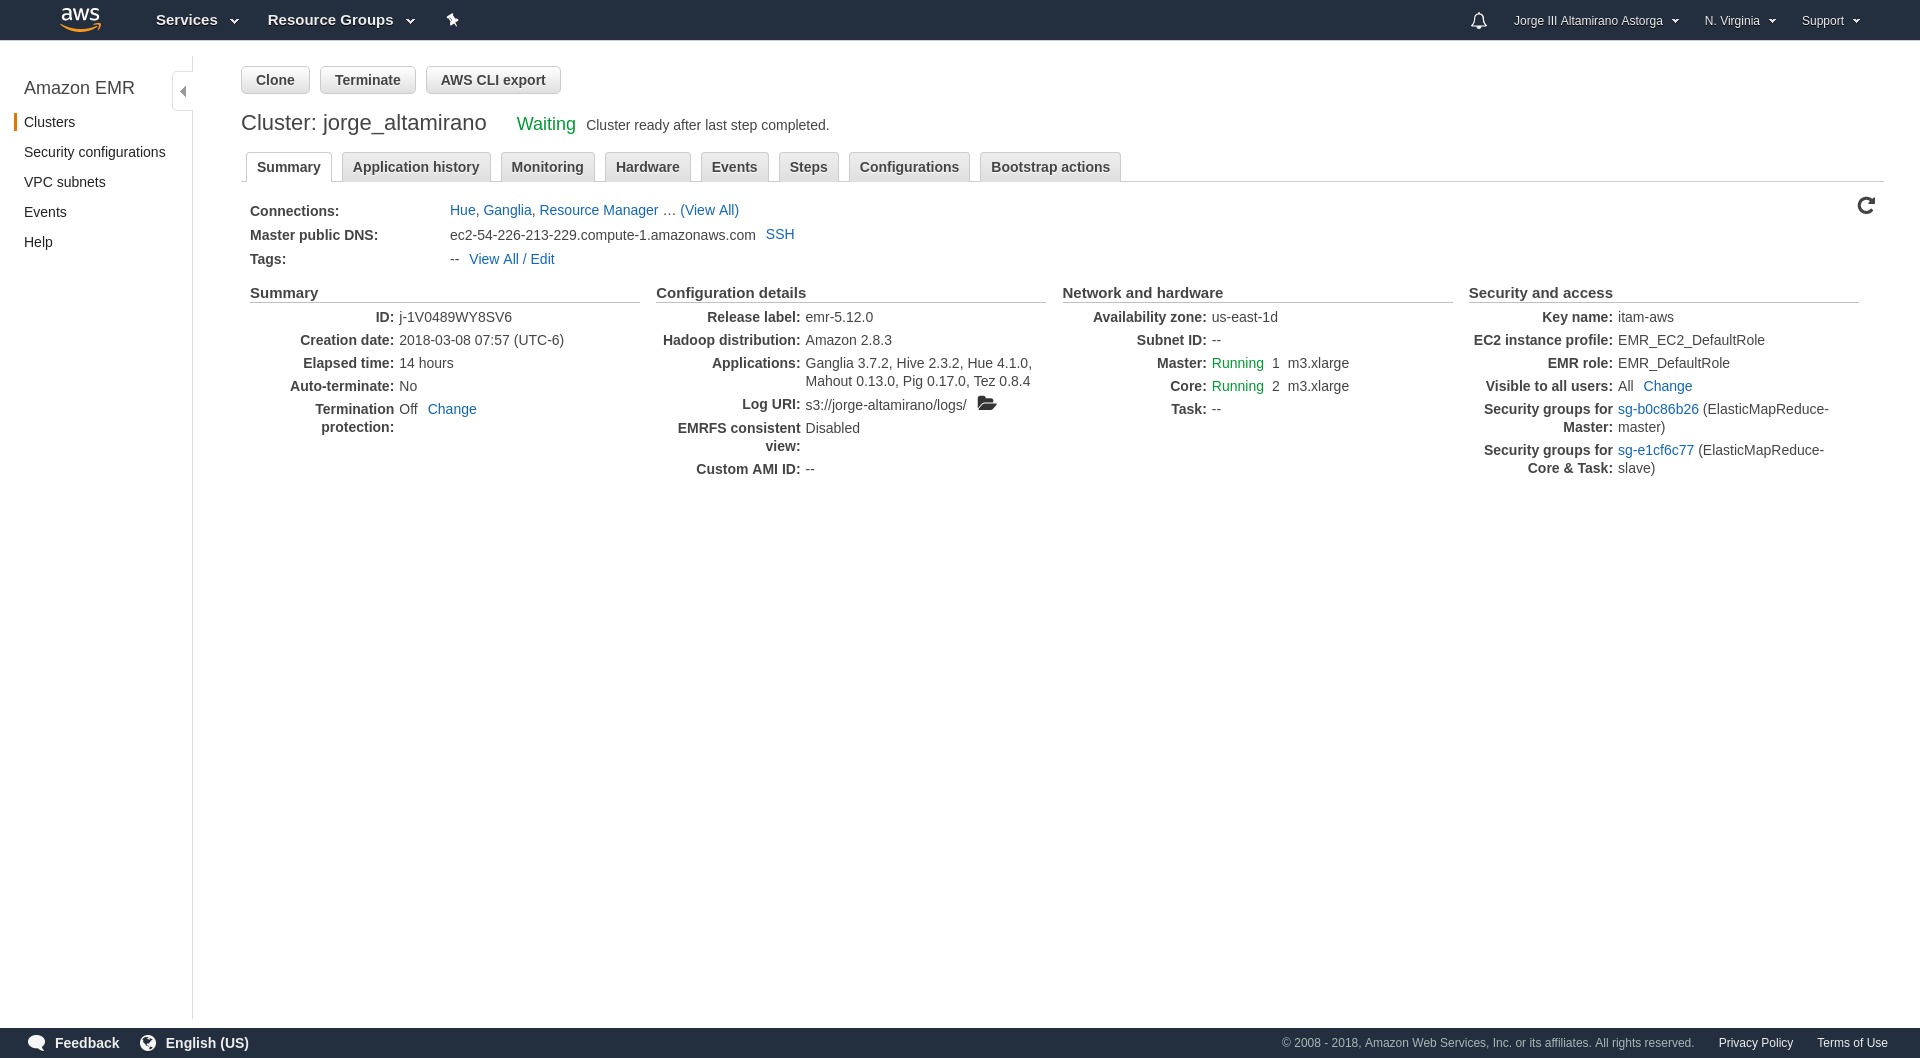 aws Services Resource Groups Jorge III Altamirano Astorga N. Virginia Support
Amazon EMR
Clusters
Security configurations
VPC subnets
Events
Help
Clone Terminate AWS CLI export
Cluster: jorge_altamirano Waiting Cluster ready after last step completed.
Summary Application history Monitoring Hardware Events Steps Configurations Bootstrap actions
Connections: Hue, Ganglia, Resource Manager … (View All)
Master public DNS: ec2-54-226-213-229.compute-1.amazonaws.com SSH
Tags: -- View All / Edit
Summary
ID: j-1V0489WY8SV6
Creation date: 2018-03-08 07:57 (UTC-6)
Elapsed time: 14 hours
Auto-terminate: No
Termination Off Change
protection:
Configuration details
Release label: emr-5.12.0
Hadoop distribution: Amazon 2.8.3
Applications: Ganglia 3.7.2, Hive 2.3.2, Hue 4.1.0,
Mahout 0.13.0, Pig 0.17.0, Tez 0.8.4
Log URI: s3://jorge-altamirano/logs/
EMRFS consistent Disabled
view:
Custom AMI ID: --
Network and hardware
Availability zone: us-east-1d
Subnet ID: --
Master: Running 1 m3.xlarge
Core: Running 2 m3.xlarge
Task: --
Security and access
Key name: itam-aws
EC2 instance profile: EMR_EC2_DefaultRole
EMR role: EMR_DefaultRole
Visible to all users: All Change
Security groups for sg-b0c86b26 (ElasticMapReduce-
Master: master)
Security groups for sg-e1cf6c77 (ElasticMapReduce-
Core & Task: slave)
Feedback English (US) © 2008 - 2018, Amazon Web Services, Inc. or its affiliates. All rights reserved. Privacy Policy Terms of Use